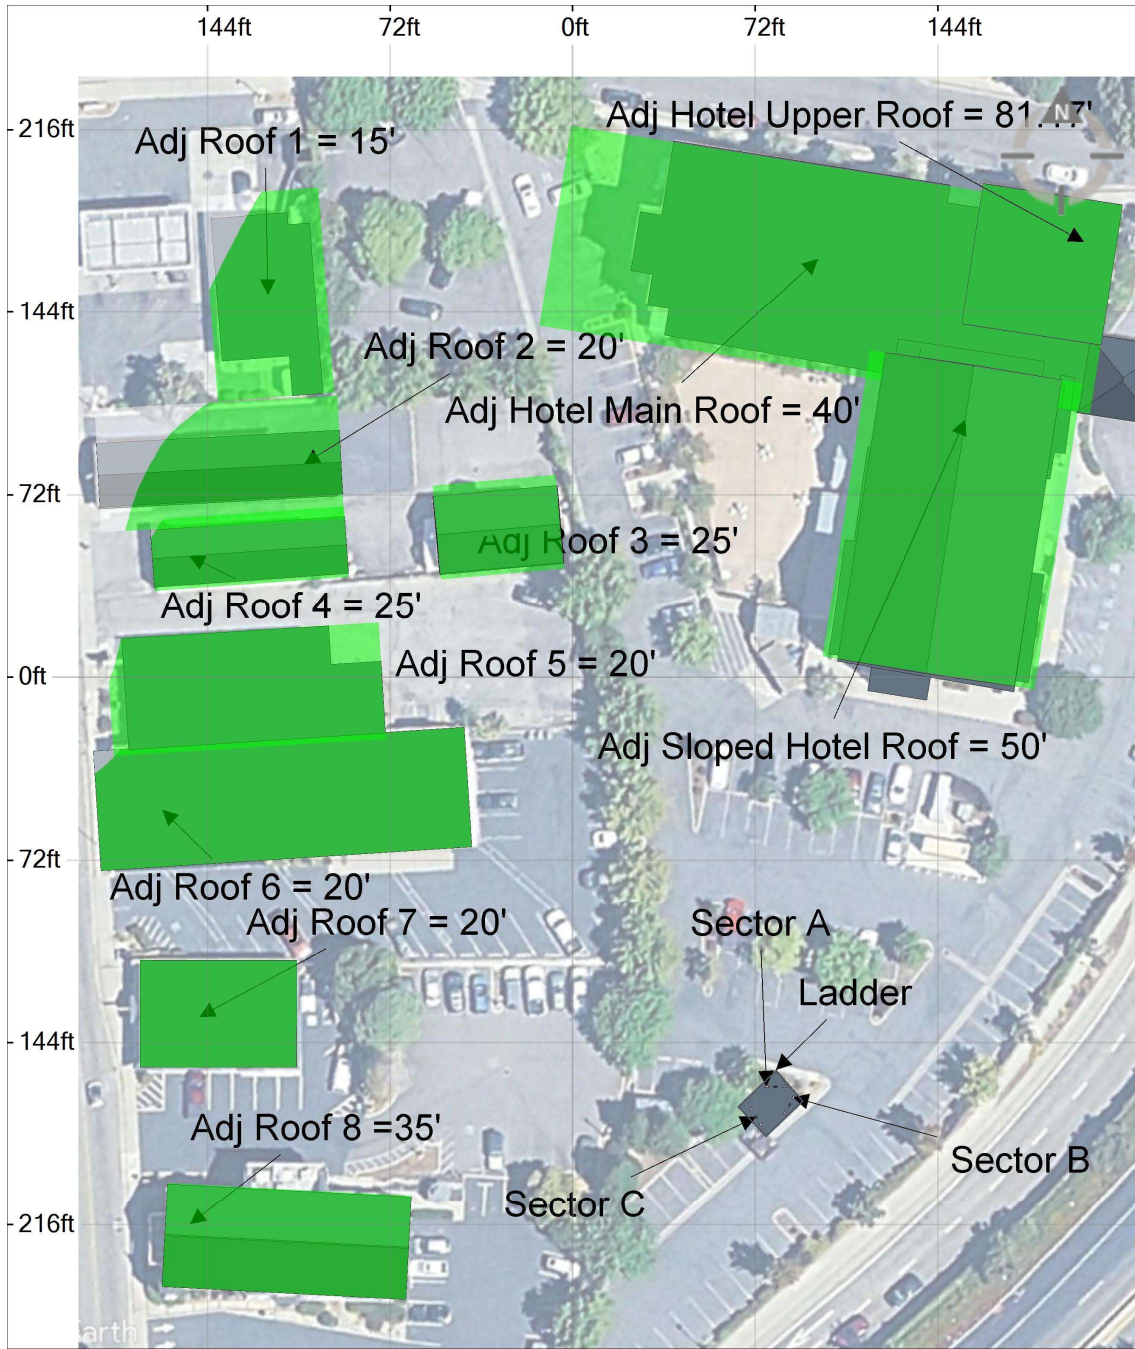 144ft 72ft 0ft 72ft 144ft
216ft
Adj Hotel Upper Roof = 81.17'
N
Adj Roof 1 = 15'
144ft
Adj Roof 2 = 20'
Adj Hotel Main Roof = 40'
72ft
Adj Roof 3 = 25'
Adj Roof 4 = 25'
0ft
Adj Roof 5 = 20'
Adj Sloped Hotel Roof = 50'
72ft
Adj Roof 6 = 20'
Adj Roof 7 = 20'
Sector A
Ladder
144ft
Adj Roof 8 =35'
Sector B
Sector C
216ft